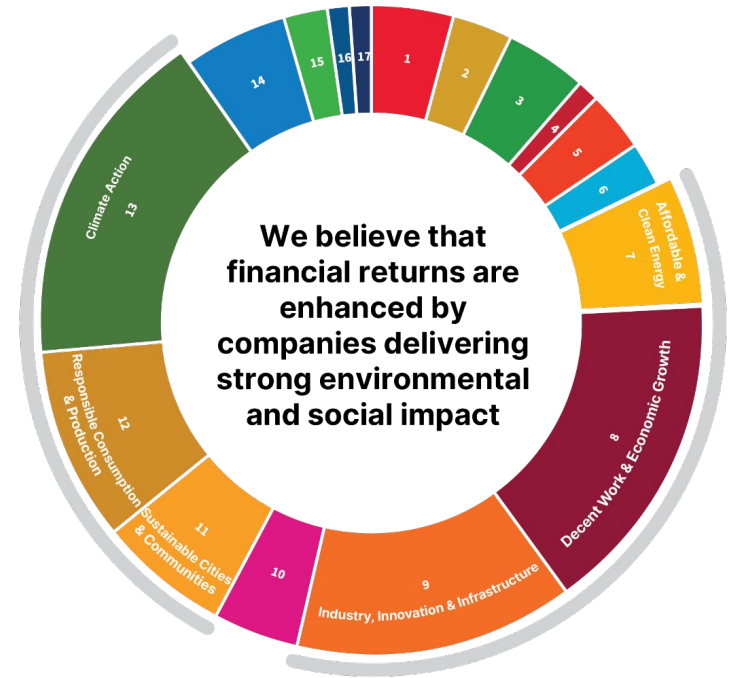 1
2
3
4
5
6
Affordable &
Clean Energy
7
8
Decent Work & Economic Growth
9
Industry, Innovation & Infrastructure
10
11
Sustainable Cities
& Communities
12
Responsible Consumption
& Production
Climate Action
13
14
15
16
17
We believe that
financial returns are
enhanced by
companies delivering
strong environmental
and social impact